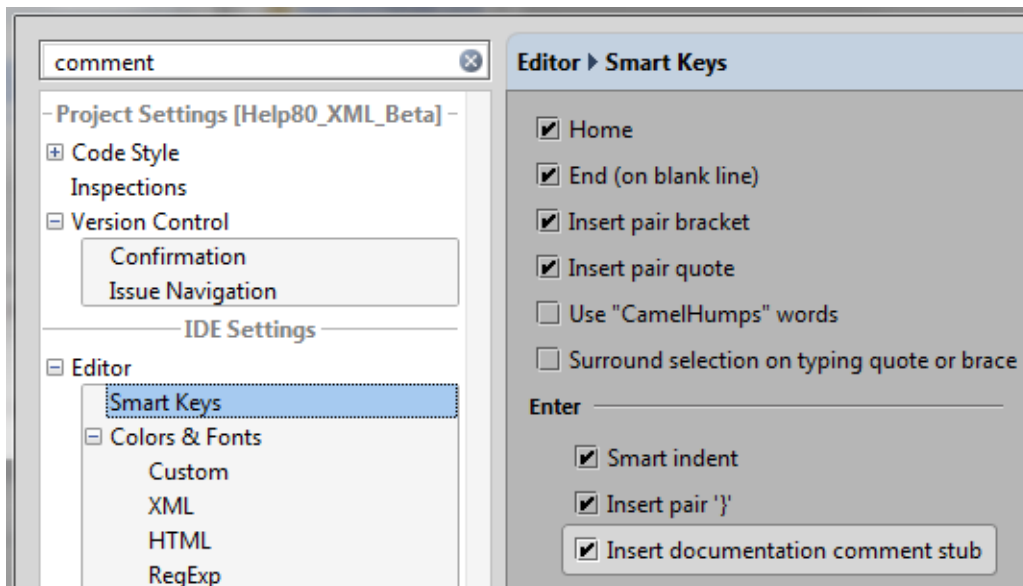 comment
Project Settings [Help80_XML_Beta]
Code Style
Inspections
Version Control
Confirmation
Issue Navigation
IDE Settings
Editor
Smart Keys
Colors & Fonts
Custom
XML
HTML
RegExp
Editor Smart Keys
Home
End (on blank line)
Insert pair bracket
Insert pair quote
Use "CamelHumps" words
Surround selection on typing quote or brace
Enter
Smart indent
Insert pair '}'
Insert documentation comment stub